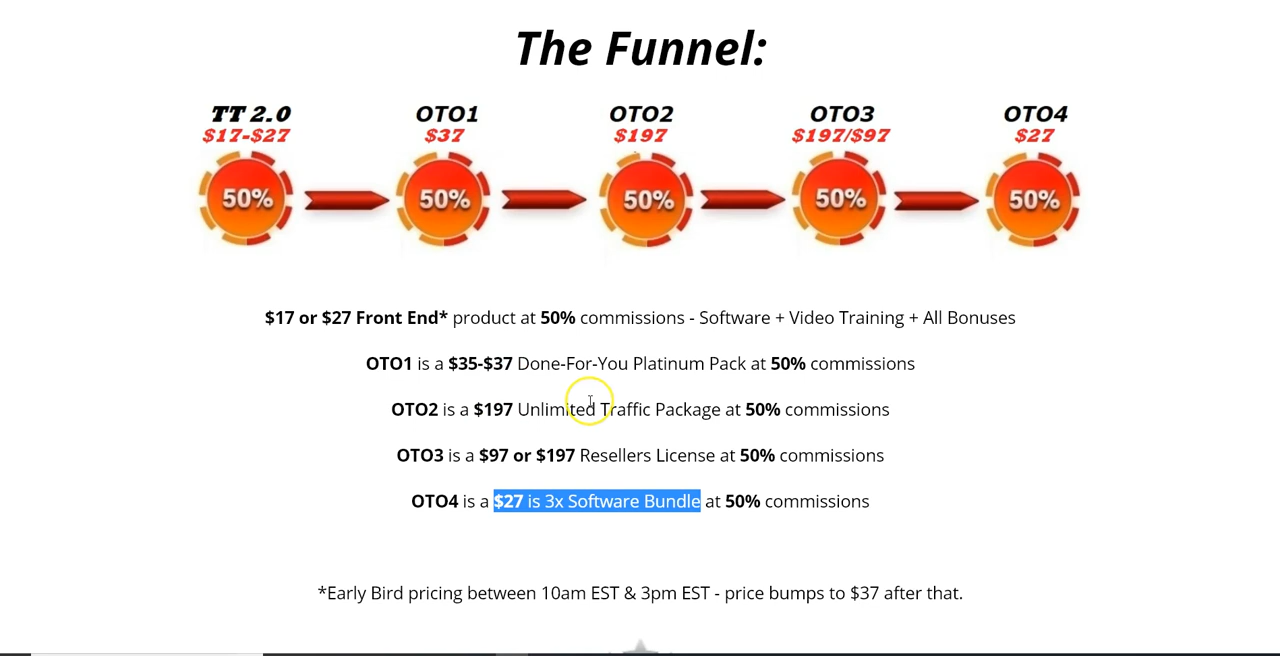 The Funnel:
TT 2.0 OTO1 OTO2 OTO3 OTO4
$17-$27 $37 $197 $197/$97 $27
50% 50% 50% 50% 50%
$17 or $27 Front End* product at 50% commissions - Software + Video Training + All Bonuses
OTO1 is a $35-$37 Done-For-You Platinum Pack at 50% commissions
OTO2 is a $197 Unlimited Traffic Package at 50% commissions
OTO3 is a $97 or $197 Resellers License at 50% commissions
OTO4 is a $27 is 3x Software Bundle at 50% commissions
*Early Bird pricing between 10am EST & 3pm EST - price bumps to $37 after that.